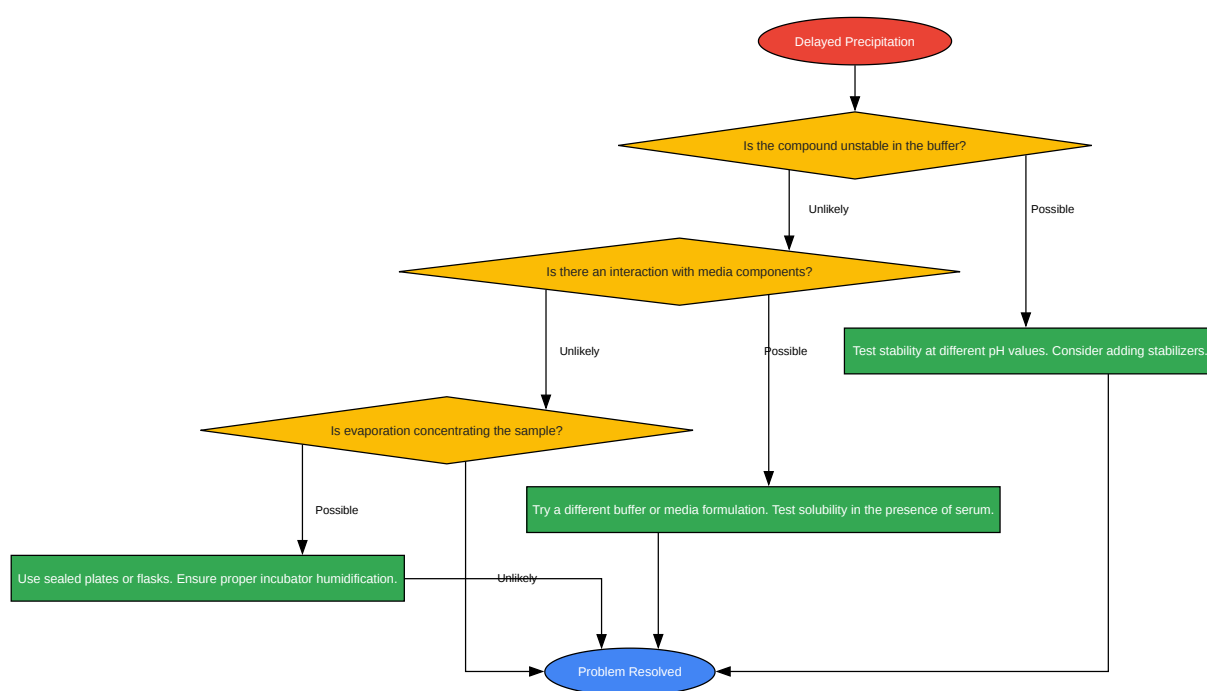 Delayed Precipitation
Is the compound unstable in the buffer?
Unlikely
Possible
Is there an interaction with media components?
Unlikely
Possible
Test stability at different pH values. Consider adding stabilizers.
Is evaporation concentrating the sample?
Possible
Try a different buffer or media formulation. Test solubility in the presence of serum.
Use sealed plates or flasks. Ensure proper incubator humidification.
Unlikely
Problem Resolved